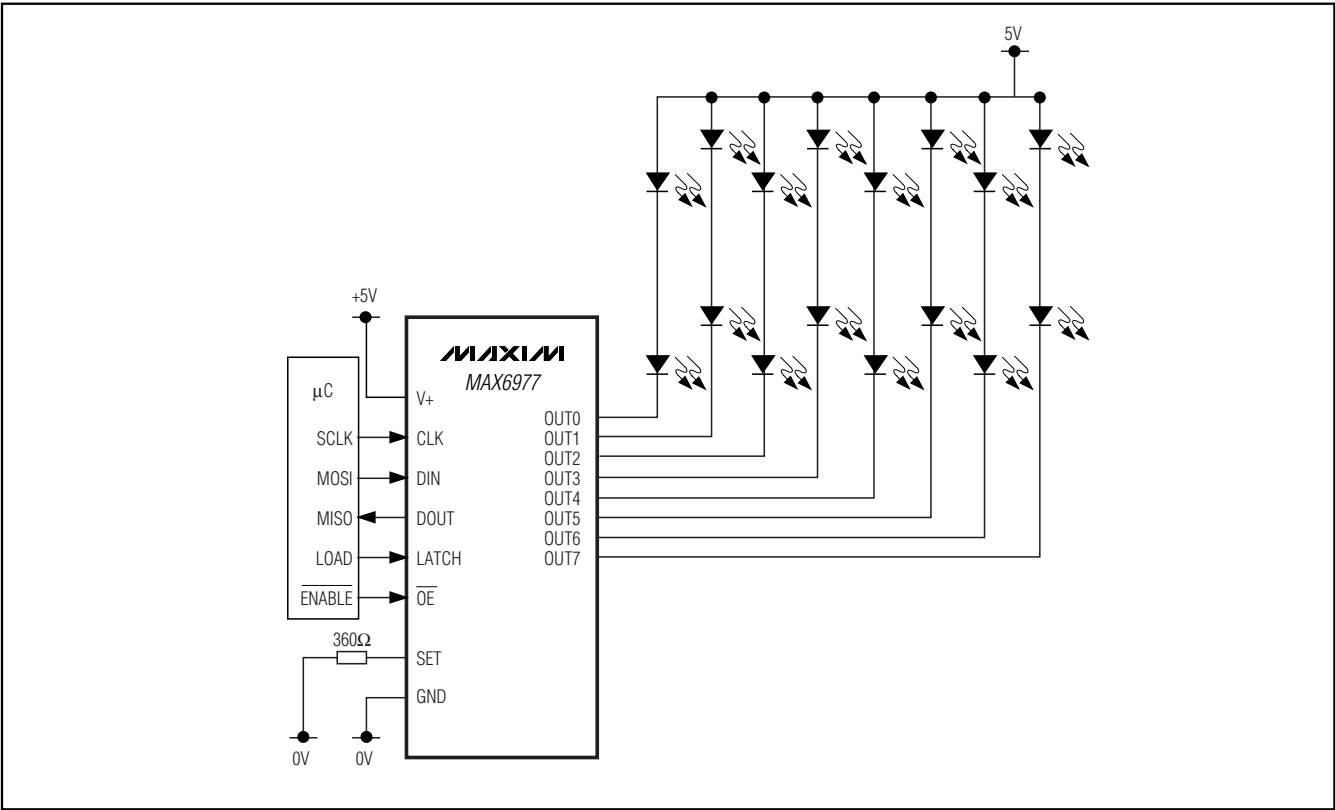 5V
+5V
MAXIM
MAX6977
µC
V+
SCLK
CLK
MOSI
DIN
MISO
DOUT
LOAD
LATCH
ENABLE
OE
360Ω
SET
GND
0V
0V
OUT0
OUT1
OUT2
OUT3
OUT4
OUT5
OUT6
OUT7